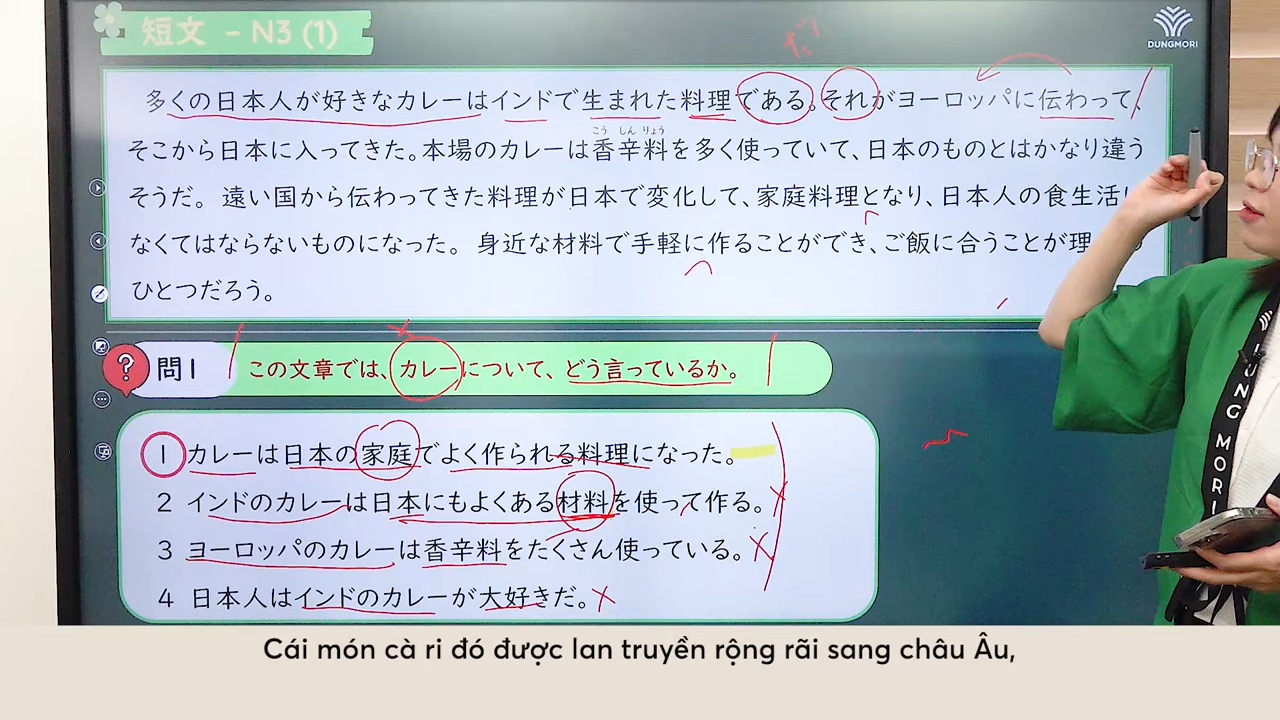 短文 - N3 (1)
DUNGMORI
多くの日本人が好きなカレーはインドで生まれた料理である。それがヨーロッパに伝わって、
こう しん りょう
そこから日本に入ってきた。本場のカレーは香辛料を多く使っていて、日本のものとはかなり違う
そうだ。遠い国から伝わってきた料理が日本で変化して、家庭料理となり、日本人の食生活
なくてはならないものになった。身近な材料で手軽に作ることができ、ご飯に合うことが理
ひとつだろう。
? 問1 この文章では、カレーについて、どう言っているか。
1 カレーは日本の家庭でよく作られる料理になった。
2 インドのカレーは日本にもよくある材料を使って作る。
3 ヨーロッパのカレーは香辛料をたくさん使っている。
4 日本人はインドのカレーが大好きだ。
UNG MORI
Cái món cà ri đó được lan truyền rộng rãi sang châu Âu,